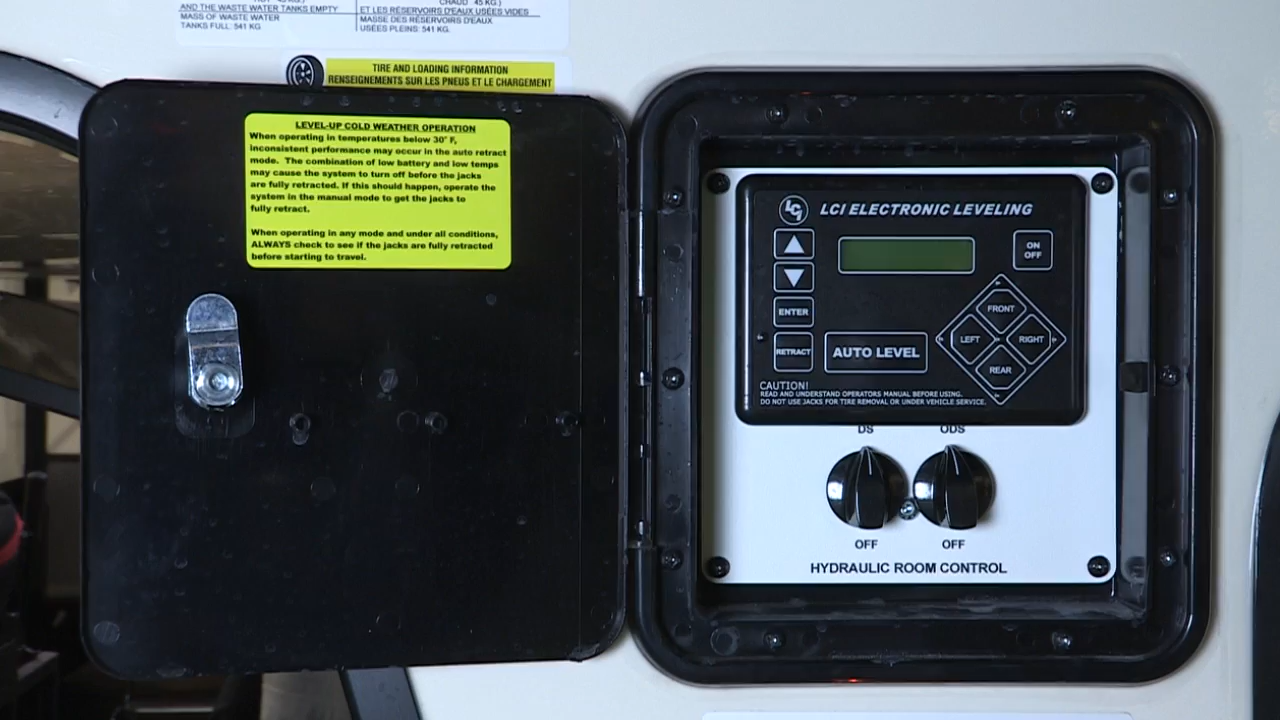 AND THE WASTE WATER TANKS EMPTY
MASS OF WASTE WATER
TANKS FULL: 541 KG
CHAUD 45 KG.)
ET LES RÉSERVOIRS D'EAUX USÉES VIDES
MASSE DES RÉSERVOIRS D'EAUX
USÉES PLEINS: 541 KG.
TIRE AND LOADING INFORMATION
RENSEIGNEMENTS SUR LES PNEUS ET LE CHARGEMENT
LEVEL-UP COLD WEATHER OPERATION
When operating in temperatures below 30° F,
inconsistent performance may occur in the auto retract
mode. The combination of low battery and low temps
may cause the system to turn off before the jacks
are fully retracted. If this should happen, operate the
system in the manual mode to get the jacks to
fully retract.
When operating in any mode and under all conditions,
ALWAYS check to see if the jacks are fully retracted
before starting to travel.
LCI
LCI ELECTRONIC LEVELING
ON
OFF
ENTER
RETRACT
AUTO LEVEL
FRONT
LEFT
RIGHT
REAR
CAUTION!
READ AND UNDERSTAND OPERATORS MANUAL BEFORE USING.
DO NOT USE JACKS FOR TIRE REMOVAL OR UNDER VEHICLE SERVICE.
DS
ODS
OFF
OFF
HYDRAULIC ROOM CONTROL